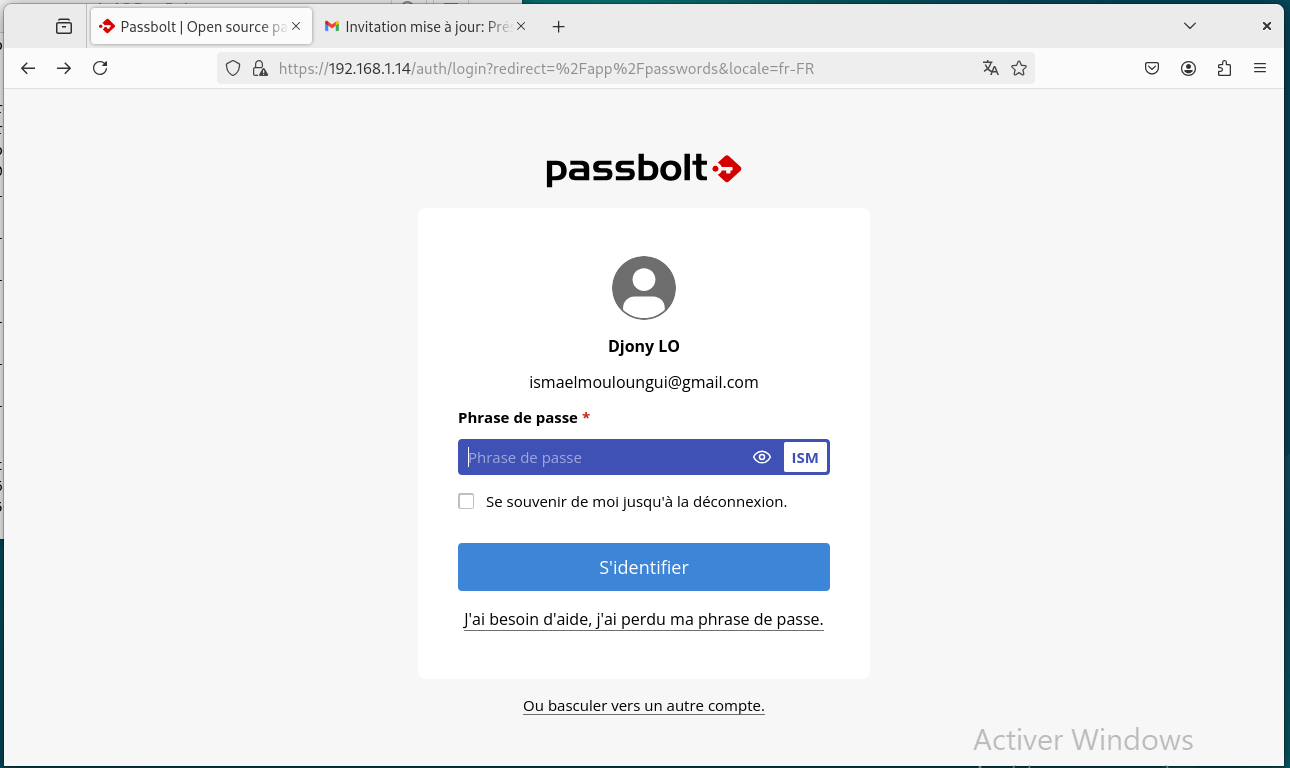 Passbolt | Open source pa
Invitation mise à jour: Pré
https://192.168.1.14/auth/login?redirect=%2Fapp%2Fpasswords&locale=fr-FR
passbolt
Djony LO
ismaelmouloungui@gmail.com
Phrase de passe *
Phrase de passe
ISM
Se souvenir de moi jusqu'à la déconnexion.
S'identifier
J'ai besoin d'aide, j'ai perdu ma phrase de passe.
Ou basculer vers un autre compte.
Activer Windows